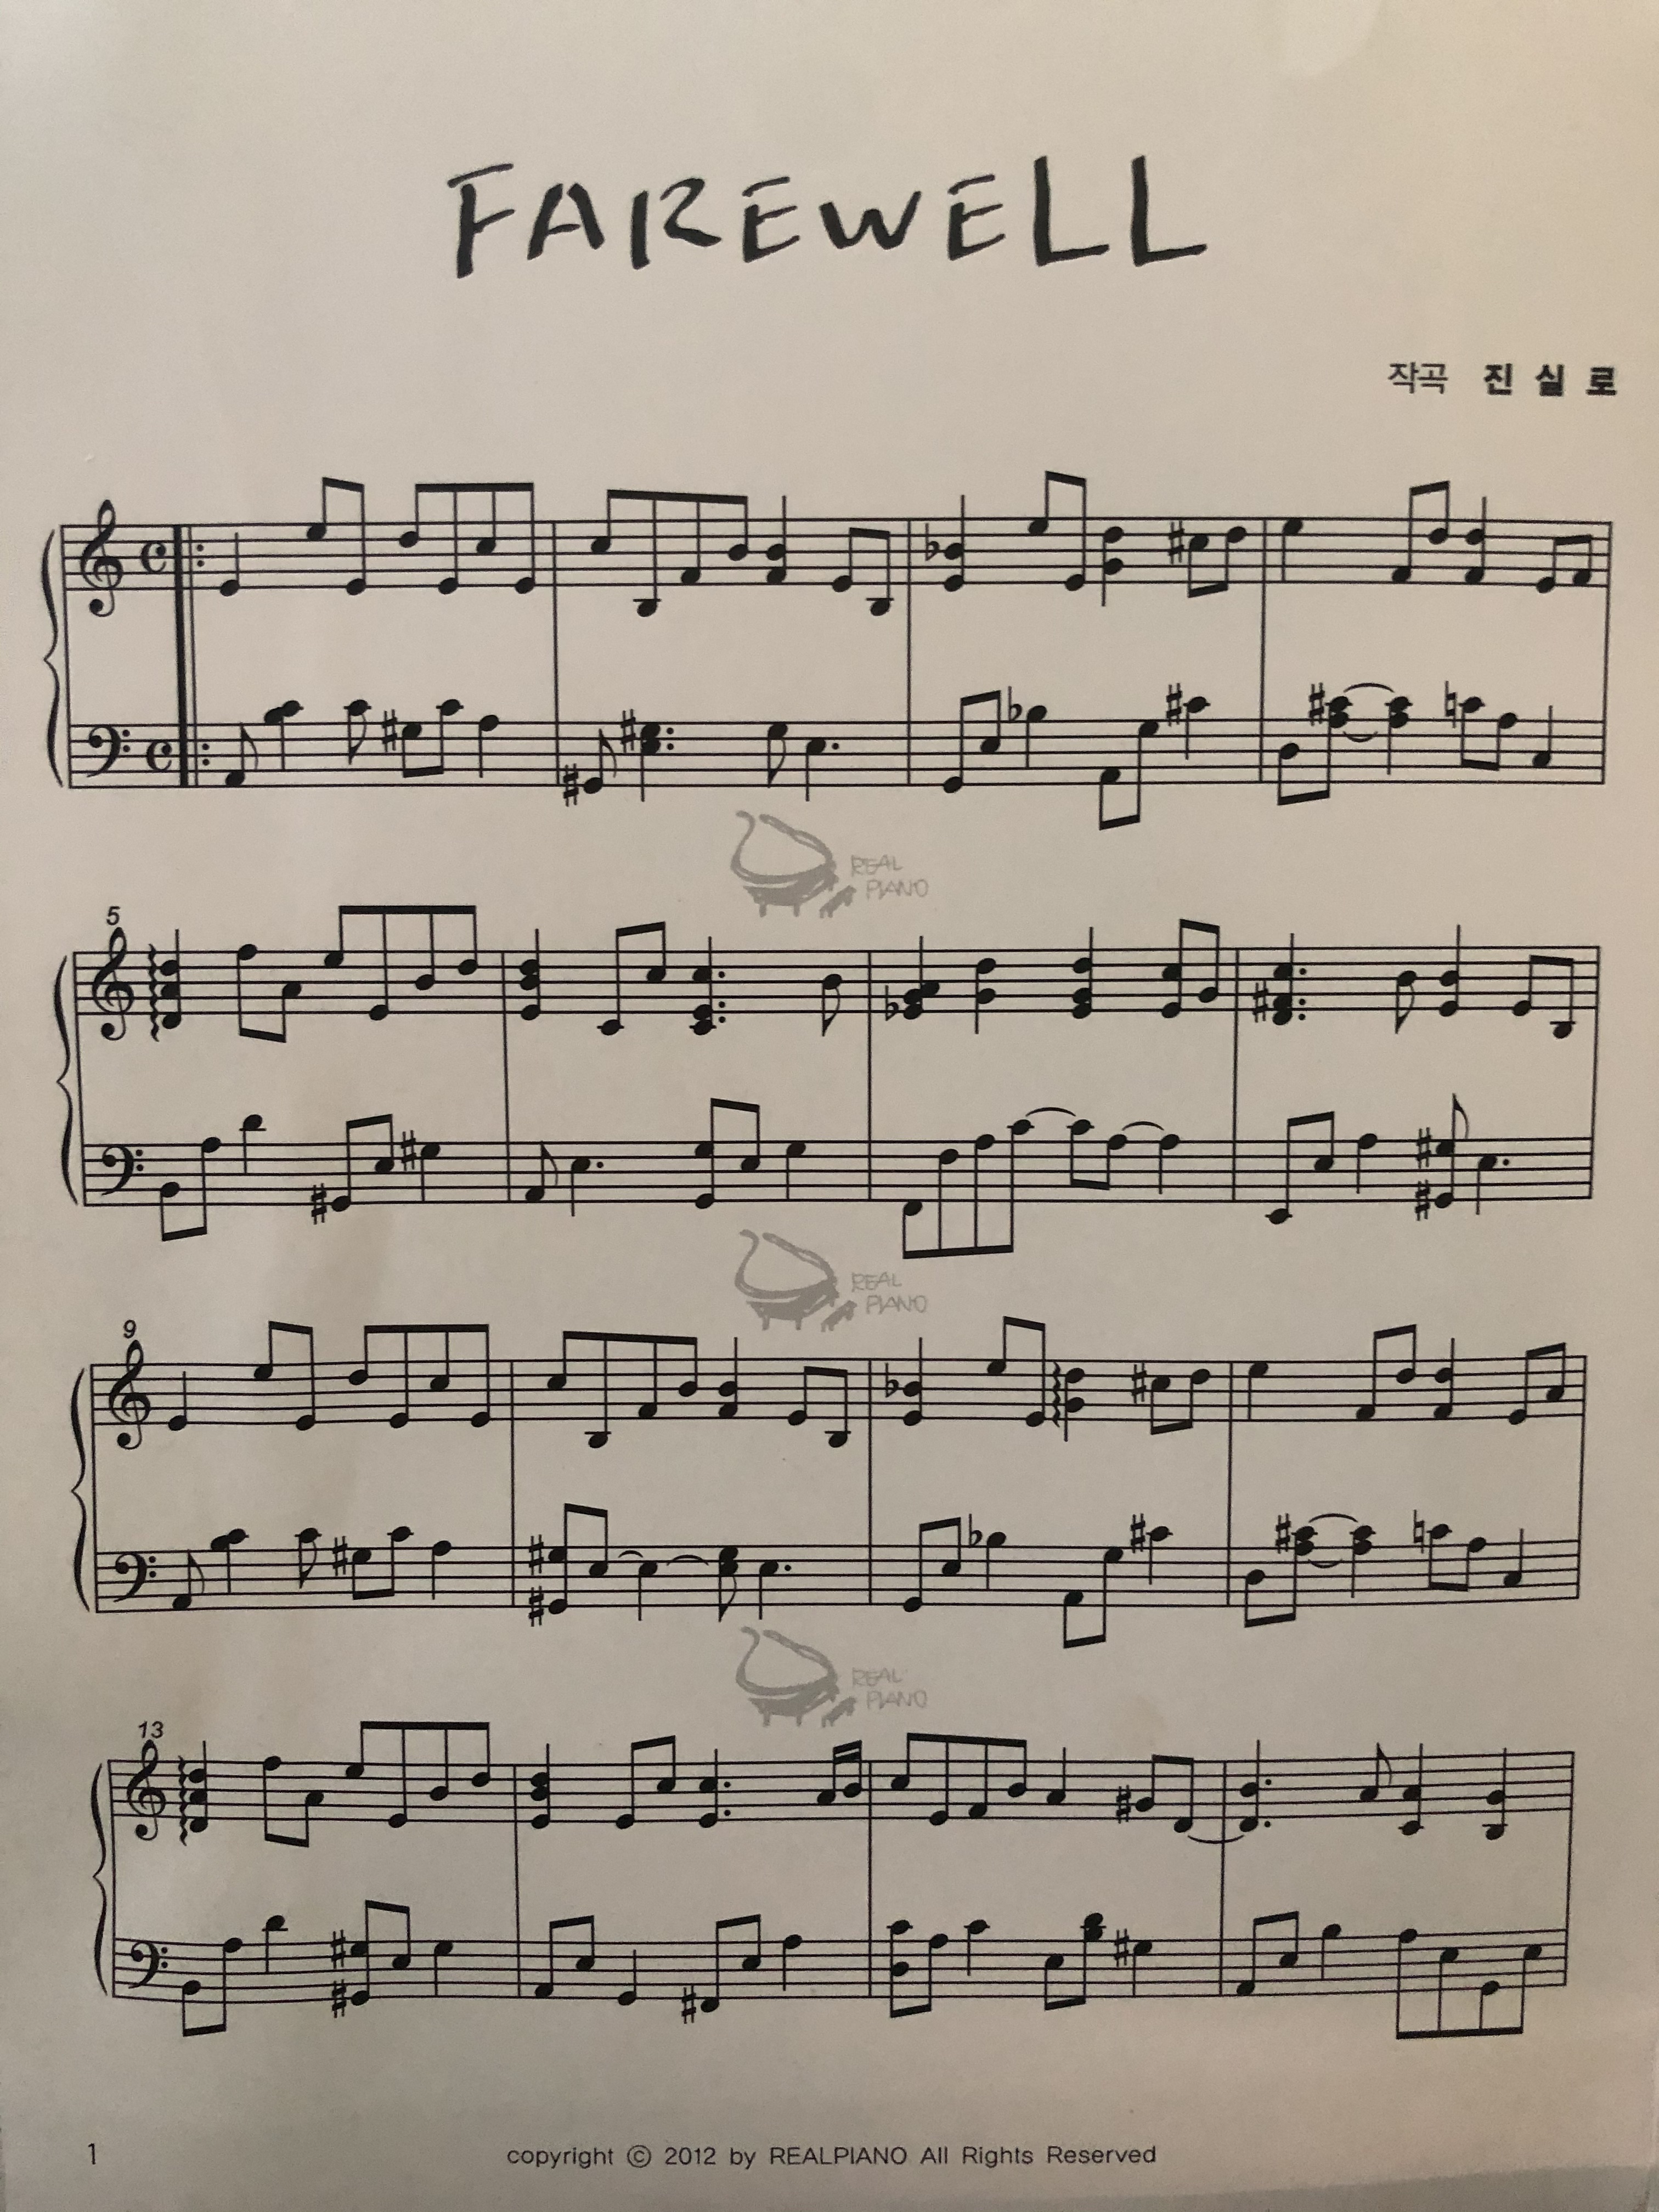 FAREWELL
작곡 진 실 로
REAL
PIANO
5
REAL
PIANO
9
REAL
PIANO
13
1
copyright © 2012 by REALPIANO All Rights Reserved